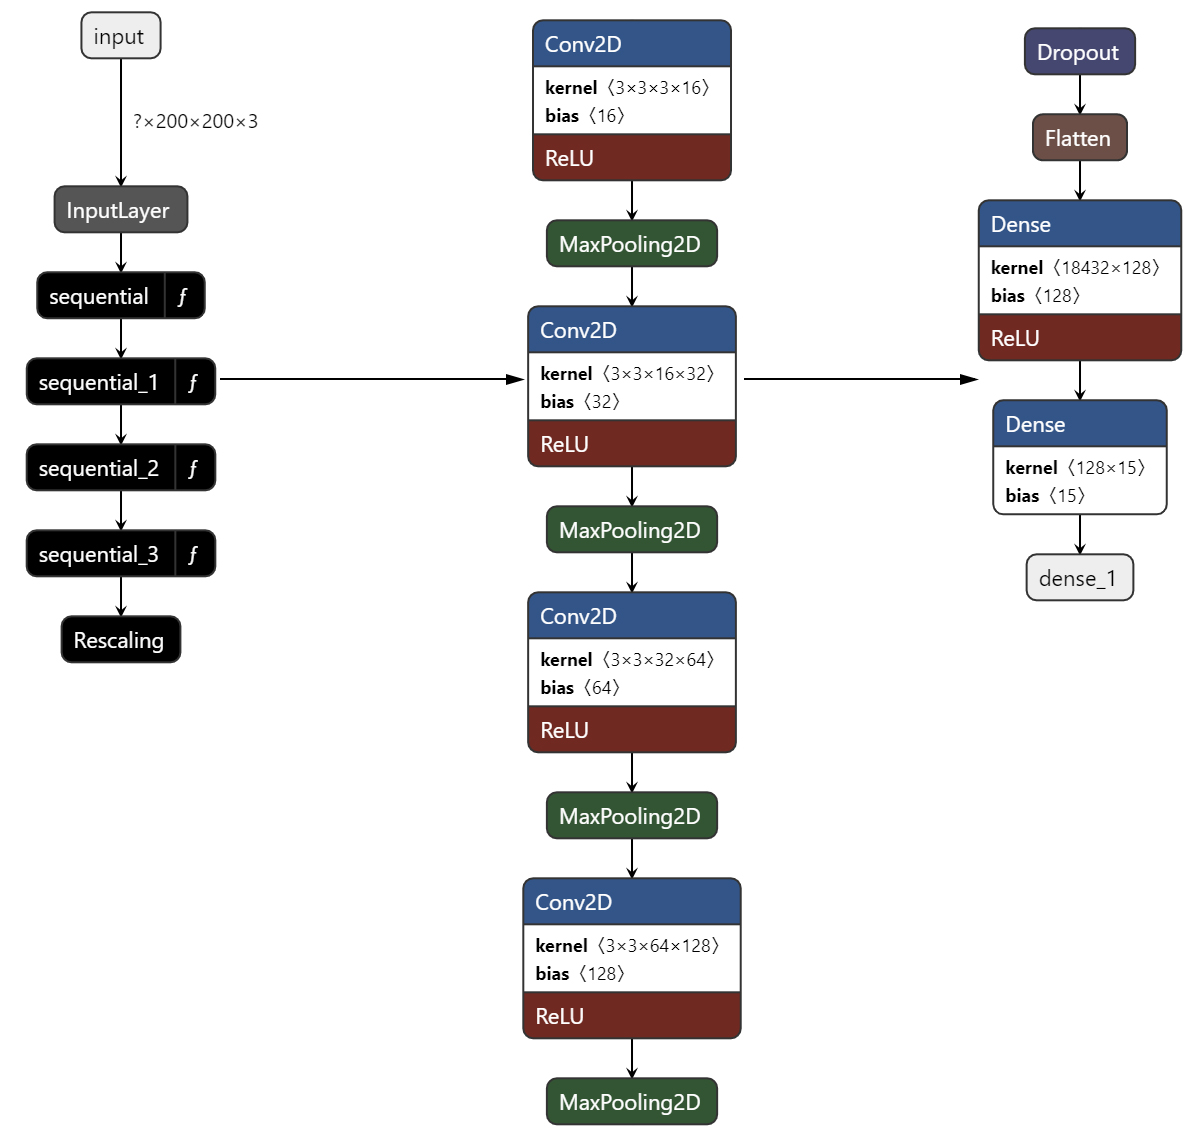 input
?×200×200×3
InputLayer
sequential ƒ
sequential_1 ƒ
sequential_2 ƒ
sequential_3 ƒ
Rescaling
Conv2D
kernel 〈3×3×3×16〉
bias 〈16〉
ReLU
MaxPooling2D
Conv2D
kernel 〈3×3×16×32〉
bias 〈32〉
ReLU
MaxPooling2D
Conv2D
kernel 〈3×3×32×64〉
bias 〈64〉
ReLU
MaxPooling2D
Conv2D
kernel 〈3×3×64×128〉
bias 〈128〉
ReLU
MaxPooling2D
Dropout
Flatten
Dense
kernel 〈18432×128〉
bias 〈128〉
ReLU
Dense
kernel 〈128×15〉
bias 〈15〉
dense_1